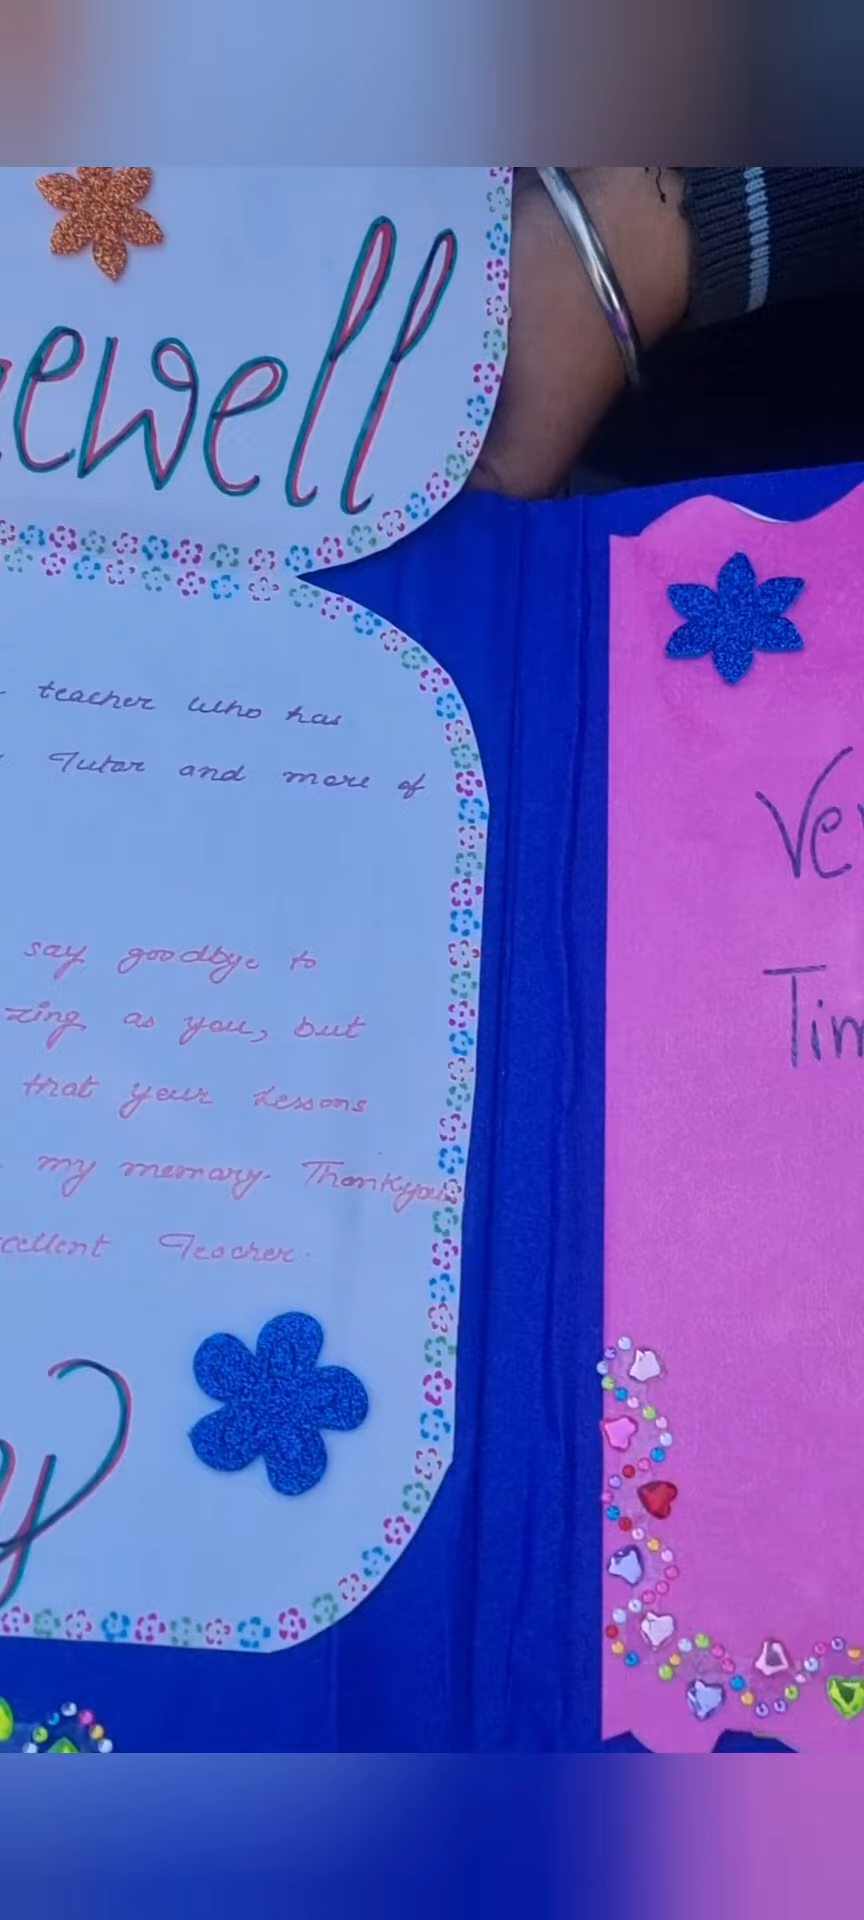 ewell
teacher who has
Tutor and more of
say goodbye to
zing as you, but
that your Lessons
my memory. Thankyou
cellent Teacher.
y
Ve
Tim